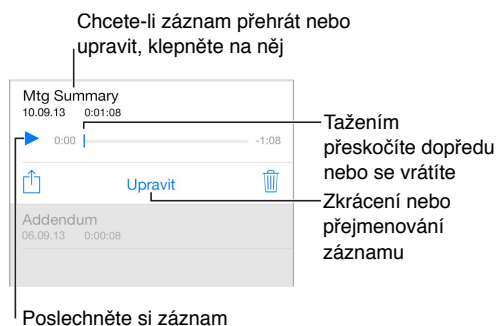 Chcete-li záznam přehrát nebo
upravit, klepněte na něj
Mtg Summary
10.09.13 0:01:08
0:00 -1:08
Tažením
přeskočíte dopředu
nebo se vrátíte
Upravit
Zkrácení nebo
přejmenování
záznamu
Addendum
06.09.13 0:00:08
Poslechněte si záznam